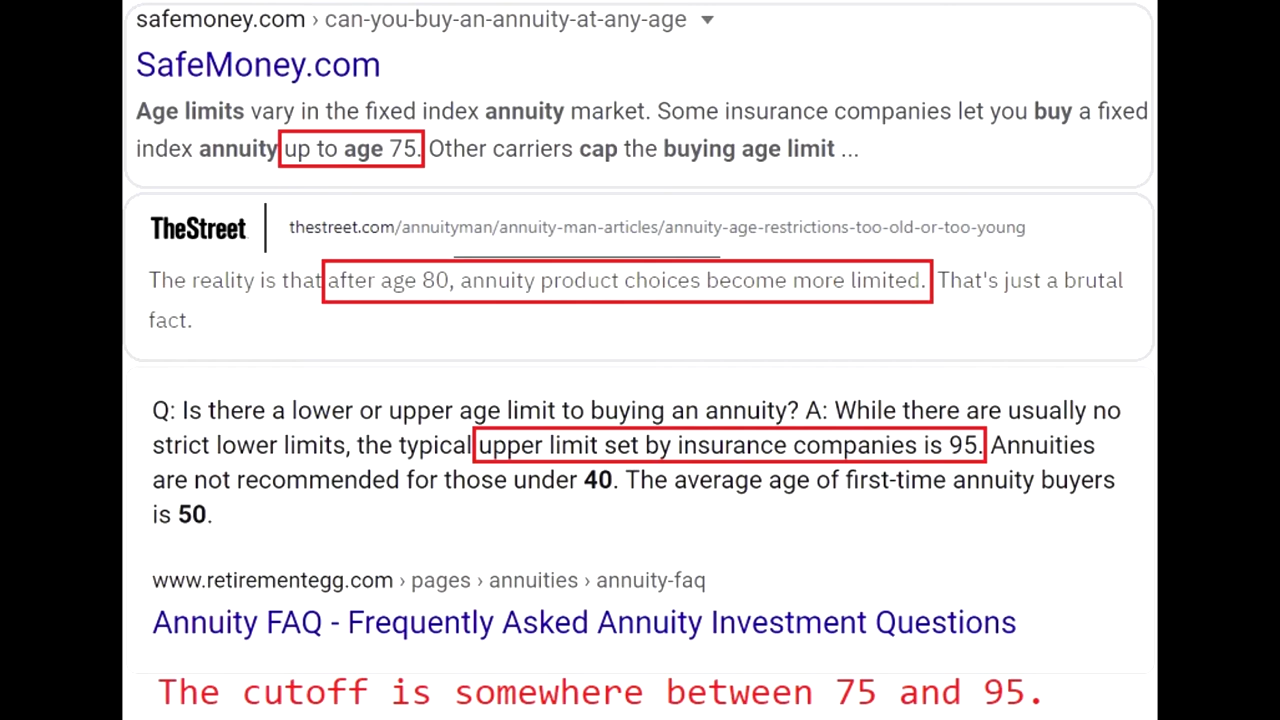 safemoney.com › can-you-buy-an-annuity-at-any-age
SafeMoney.com
Age limits vary in the fixed index annuity market. Some insurance companies let you buy a fixed
index annuity up to age 75. Other carriers cap the buying age limit ...
TheStreet thestreet.com/annuityman/annuity-man-articles/annuity-age-restrictions-too-old-or-too-young
The reality is that after age 80, annuity product choices become more limited. That's just a brutal
fact.
Q: Is there a lower or upper age limit to buying an annuity? A: While there are usually no
strict lower limits, the typical upper limit set by insurance companies is 95. Annuities
are not recommended for those under 40. The average age of first-time annuity buyers
is 50.
www.retirementegg.com › pages › annuities › annuity-faq
Annuity FAQ - Frequently Asked Annuity Investment Questions
The cutoff is somewhere between 75 and 95.